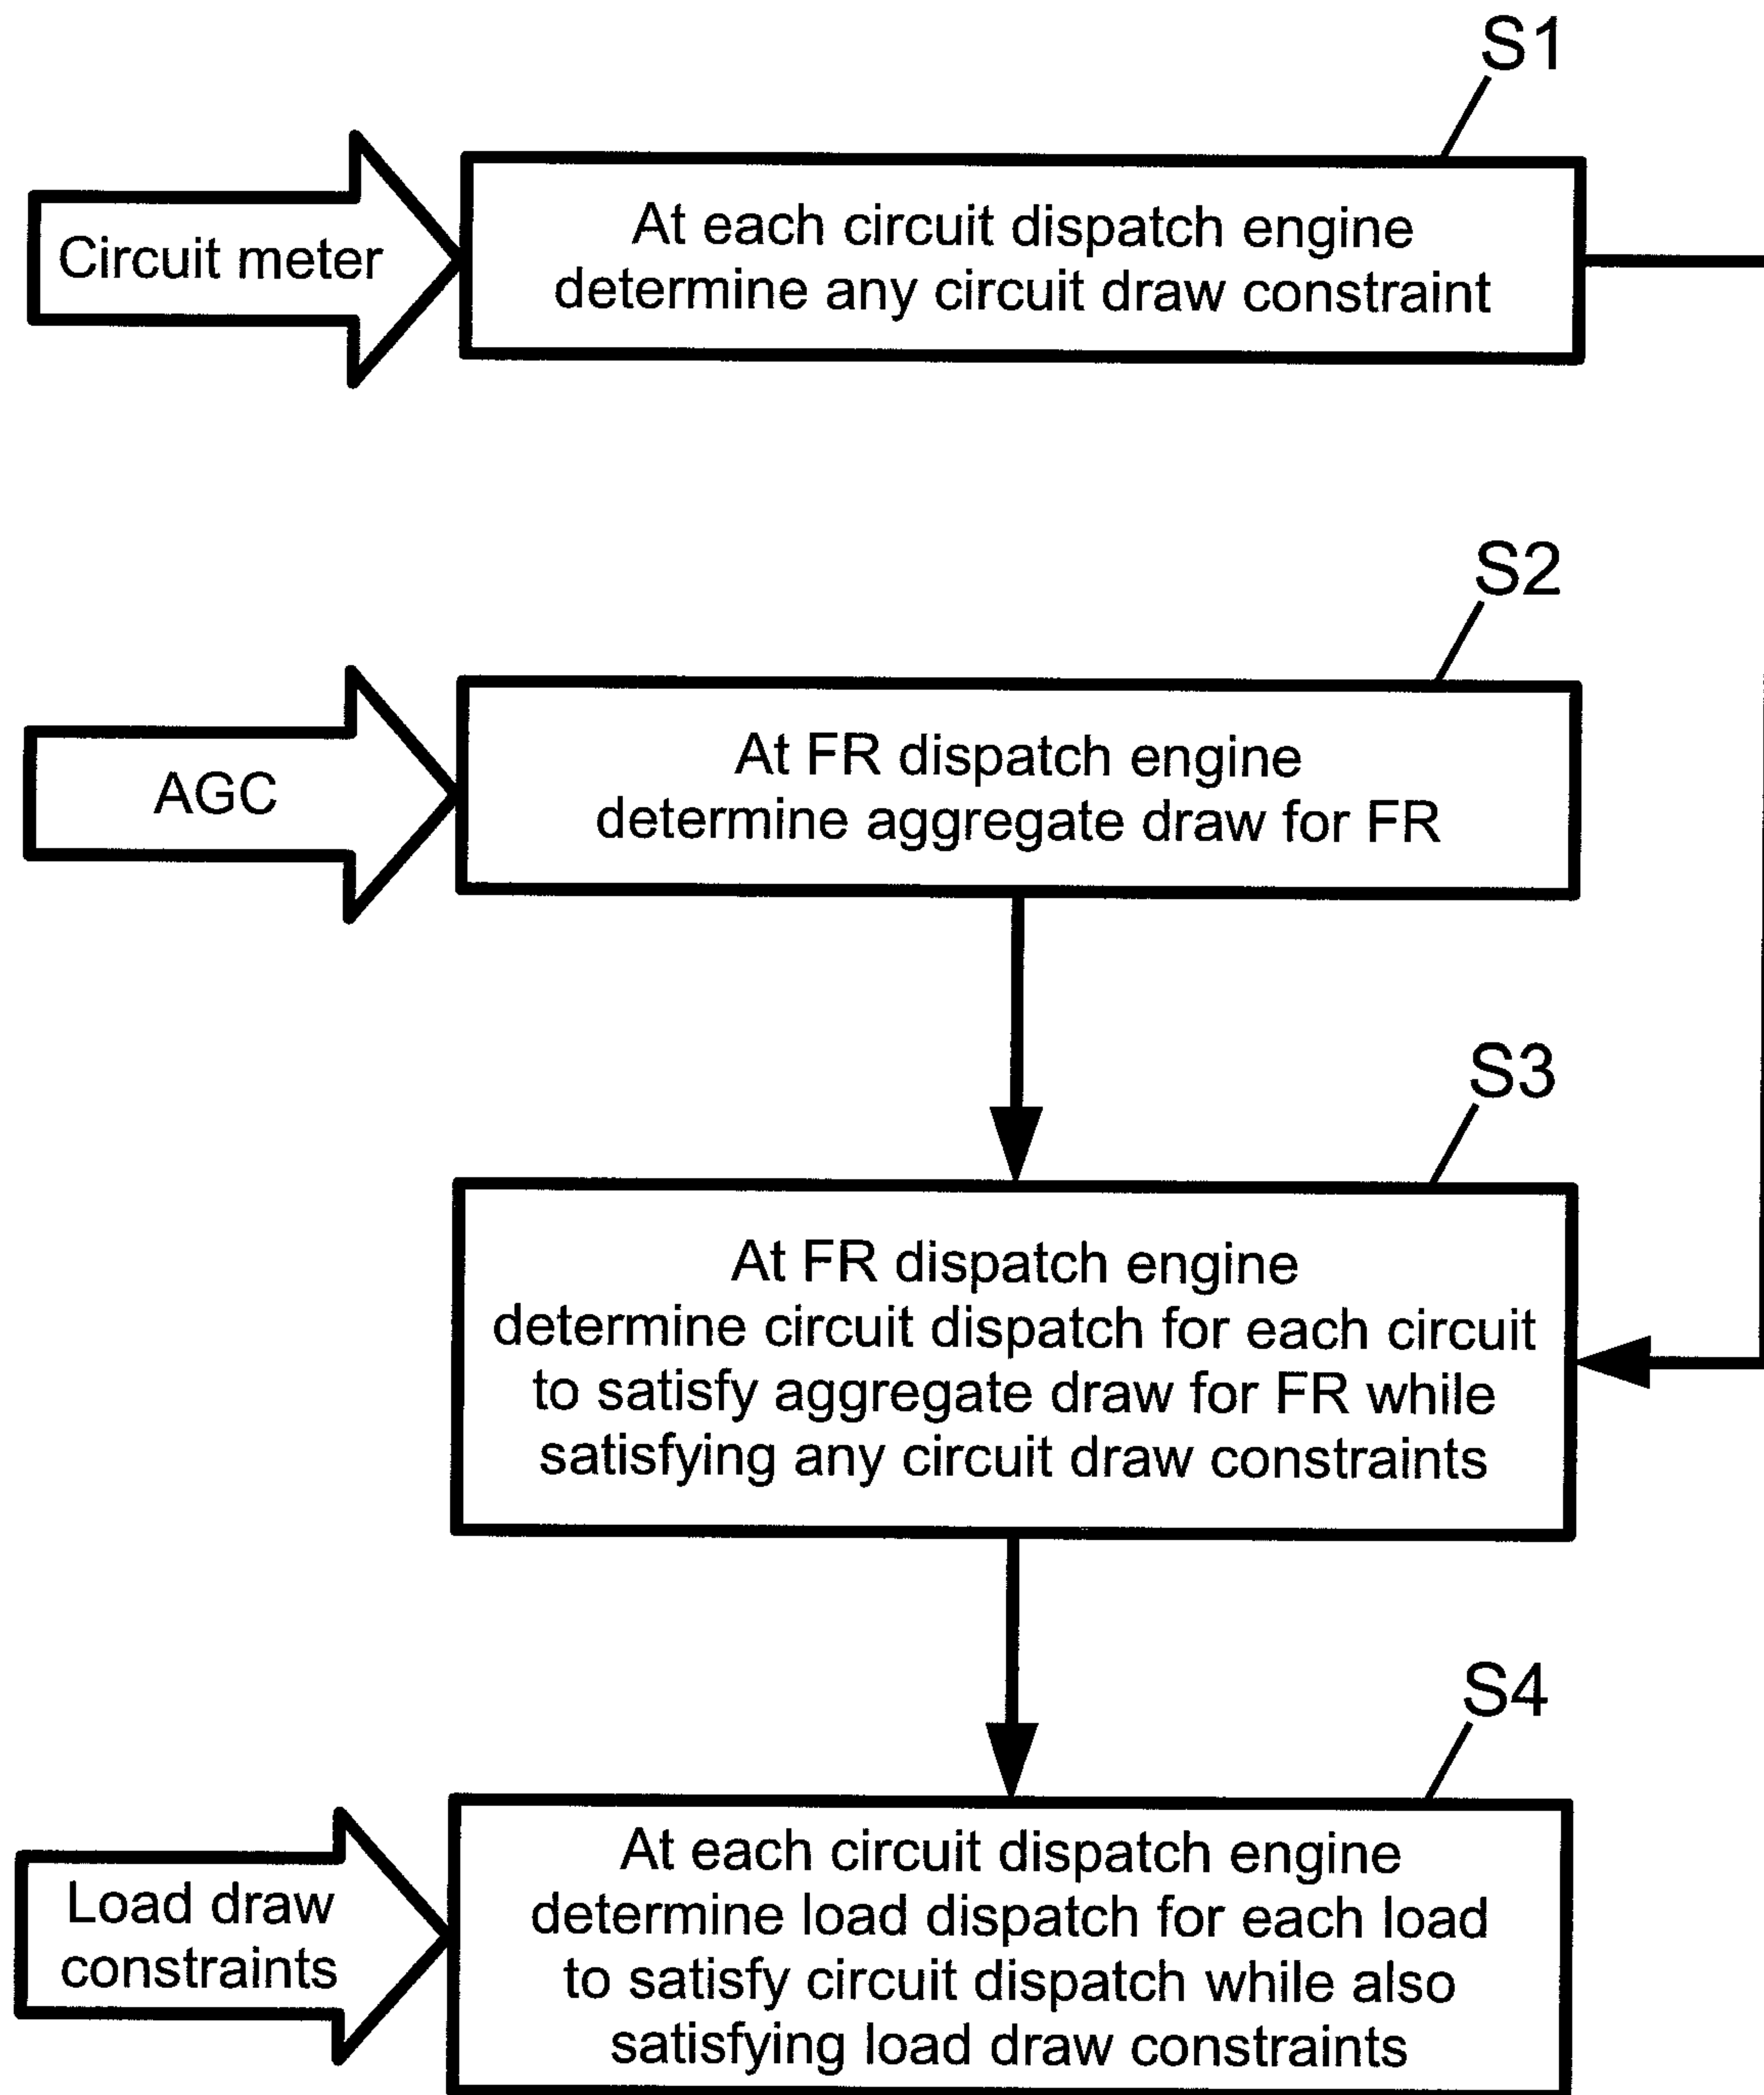 S1
Circuit meter
At each circuit dispatch engine
determine any circuit draw constraint
S2
AGC
At FR dispatch engine
determine aggregate draw for FR
S3
At FR dispatch engine
determine circuit dispatch for each circuit
to satisfy aggregate draw for FR while
satisfying any circuit draw constraints
S4
Load draw
constraints
At each circuit dispatch engine
determine load dispatch for each load
to satisfy circuit dispatch while also
satisfying load draw constraints